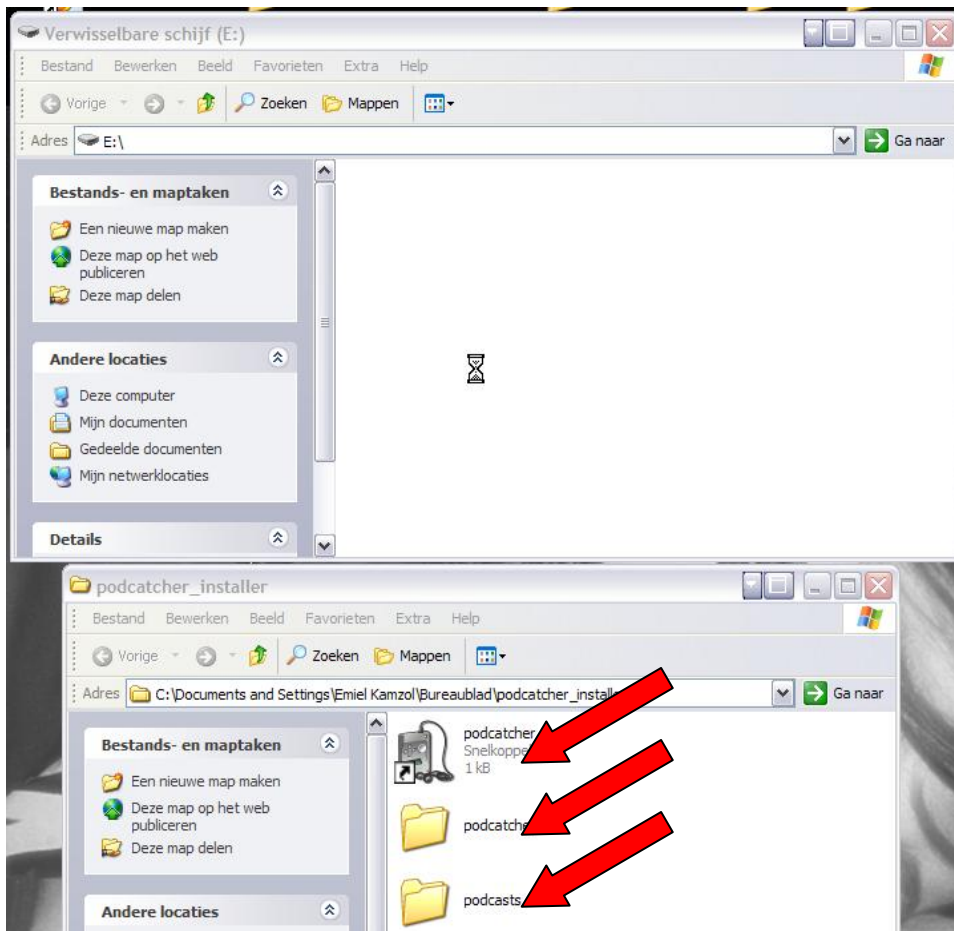 Verwisselbare schijf (E:)
Bestand Bewerken Beeld Favorieten Extra Help
Vorige Zoeken Mappen
Adres E:\ Ga naar
Bestands- en maptaken
Een nieuwe map maken
Deze map op het web
publiceren
Deze map delen
Andere locaties
Deze computer
Mijn documenten
Gedeelde documenten
Mijn netwerklocaties
Details
podcatcher_installer
Bestand Bewerken Beeld Favorieten Extra Help
Vorige Zoeken Mappen
Adres C:\Documents and Settings\Emiel Kamzol\Bureaublad\ Ga naar
Bestands- en maptaken
Een nieuwe map maken
Deze map op het web
publiceren
Deze map delen
Andere locaties
podcatcher
1 kB
podcasts